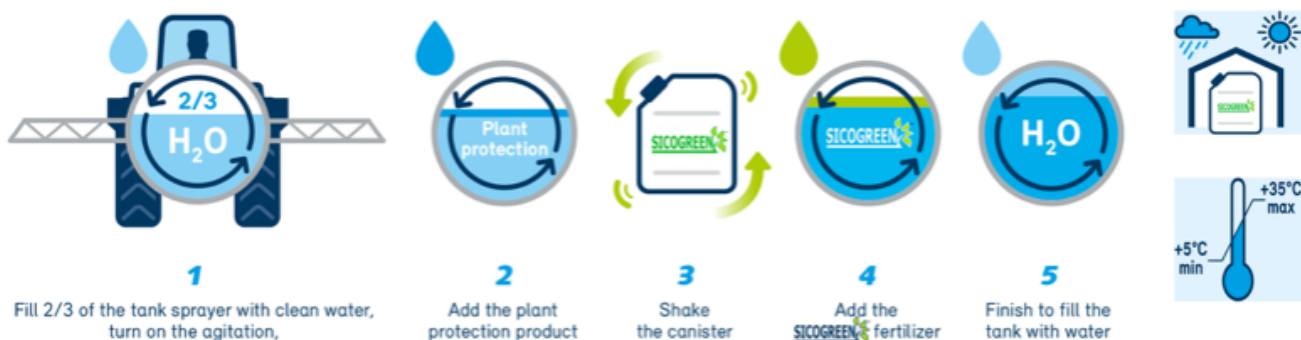 2/3
H₂O
1
Fill 2/3 of the tank sprayer with clean water,
turn on the agitation,
Plant
protection
2
Add the plant
protection product
SICOGREEN
3
Shake
the canister
SICOGREEN
4
Add the
SICOGREEN fertilizer
H₂O
5
Finish to fill the
tank with water
SICOGREEN
+35°C
max
+5°C
min